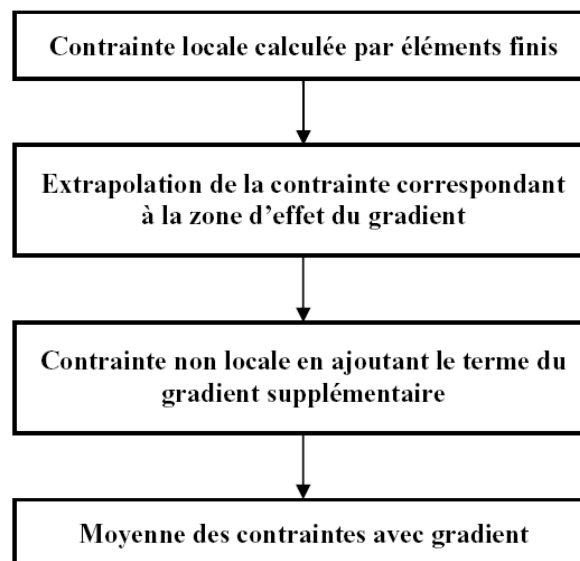 Contrainte locale calculée par éléments finis
Extrapolation de la contrainte correspondant
à la zone d'effet du gradient
Contrainte non locale en ajoutant le terme du
gradient supplémentaire
Moyenne des contraintes avec gradient